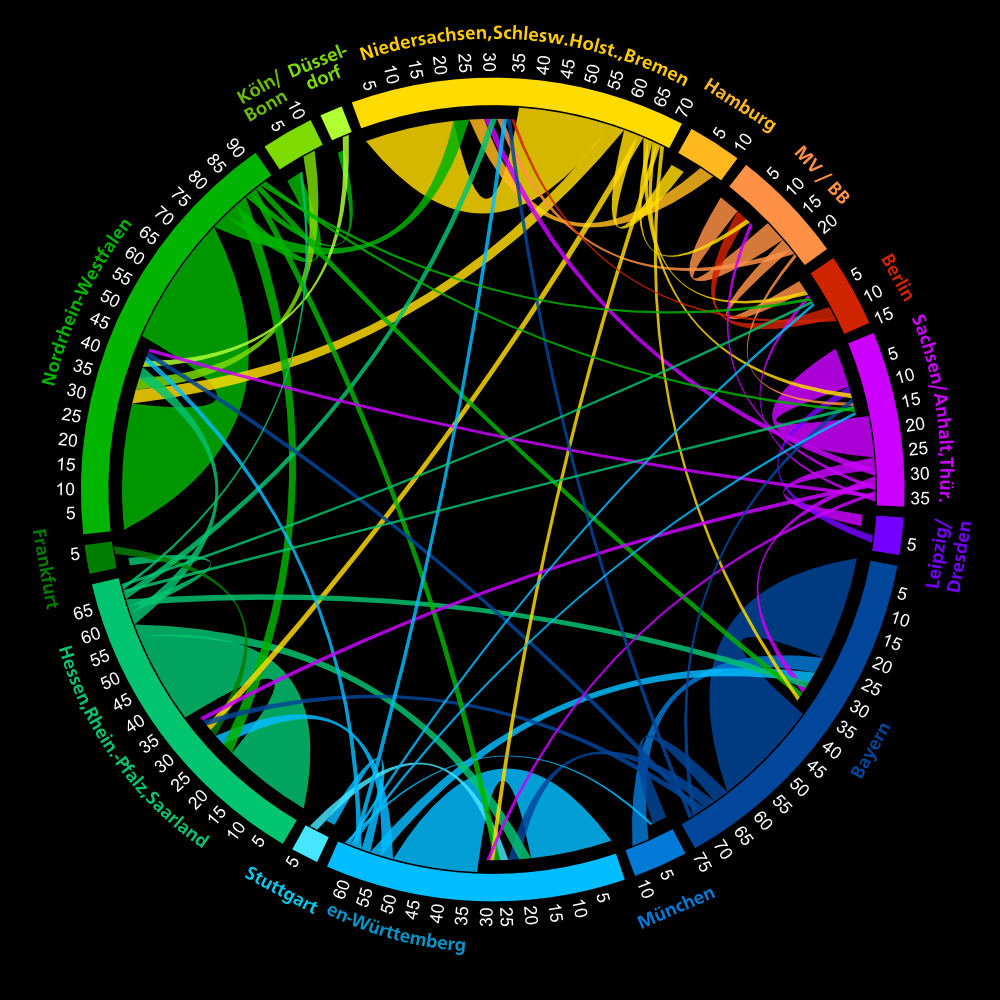 Niedersachsen,Schlesw.Holst.,Bremen
5 10 15 20 25 30 35 40 45 50 55 60 65 70
Hamburg
5 10
MV / BB
5 10 15 20
Berlin
5 10 15
Sachsen/Anhalt,Thür.
5 10 15 20 25 30 35
Leipzig/
Dresden
5
Bayern
5 10 15 20 25 30 35 40 45 50 55 60 65 70 75
München
5 10
en-Württemberg
5 10 15 20 25 30 35 40 45 50 55 60
Stuttgart
5
Hessen,Rhein.-Pfalz,Saarland
5 10 15 20 25 30 35 40 45 50 55 60 65
Frankfurt
5
Nordrhein-Westfalen
5 10 15 20 25 30 35 40 45 50 55 60 65 70 75 80 85 90
Köln/
Bonn
5 10
Düssel-
dorf